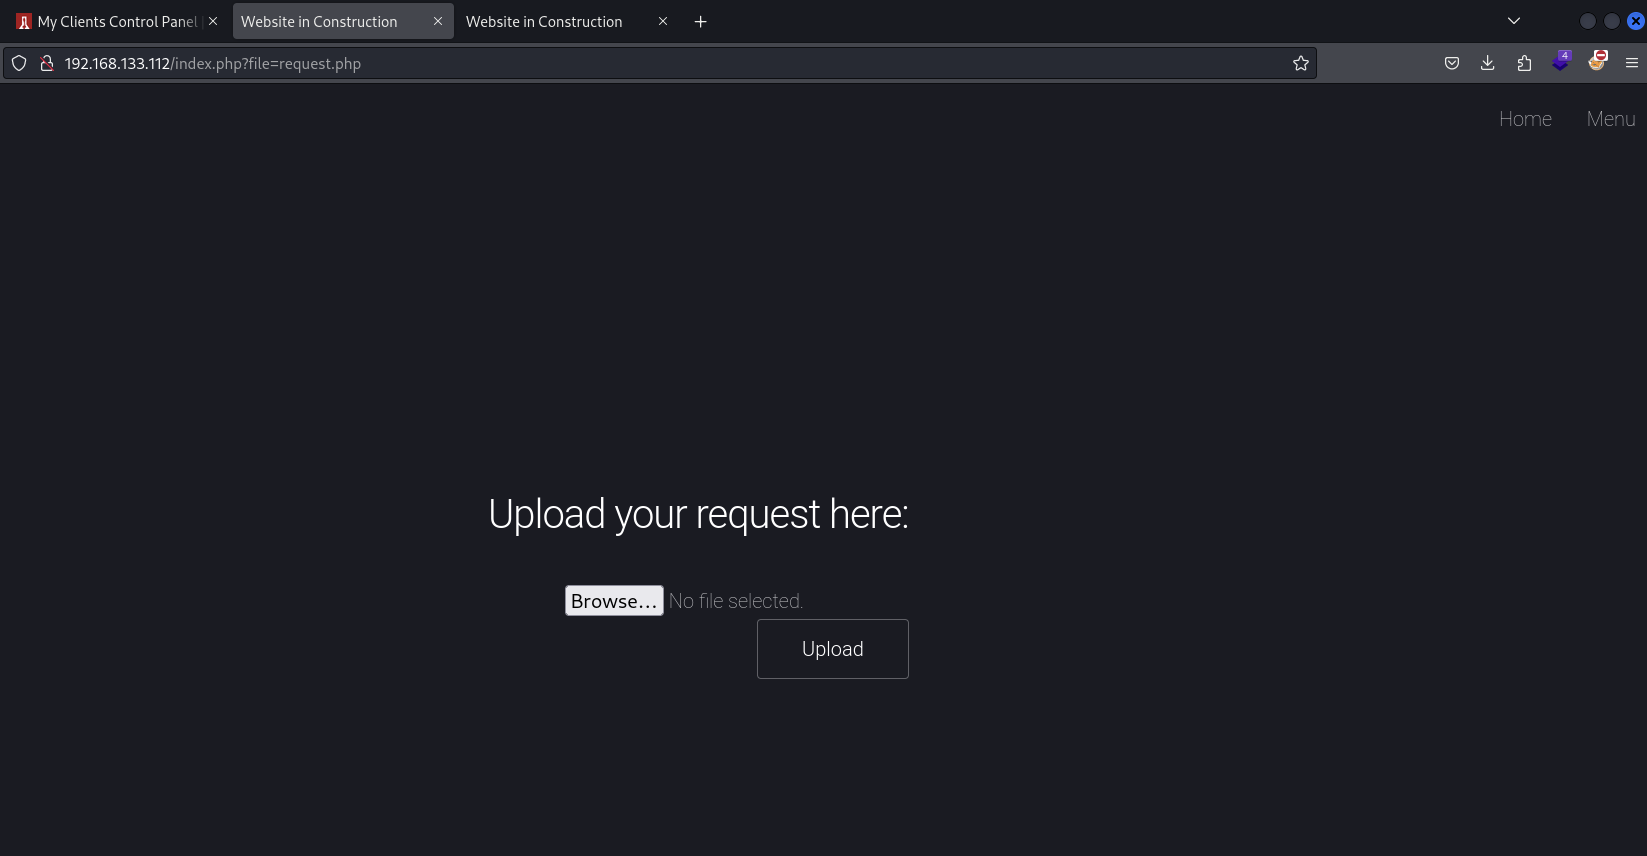 My Clients Control Panel
Website in Construction
Website in Construction
192.168.133.112/index.php?file=request.php
4
Home
Menu
Upload your request here:
Browse...
No file selected.
Upload